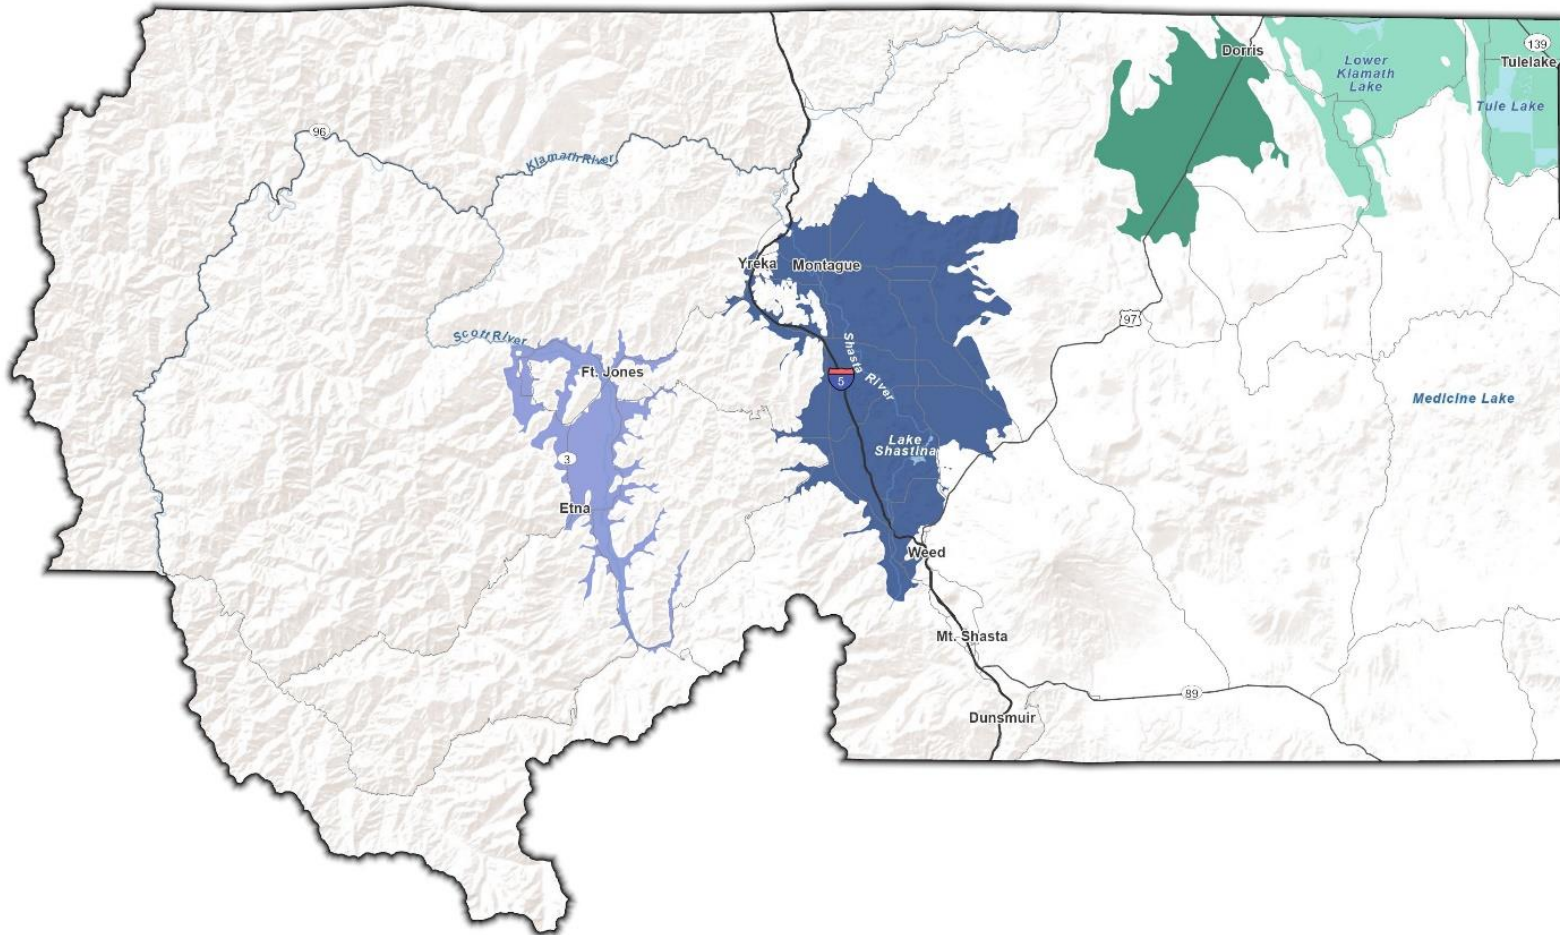 Dorris
139
Tulelake
Lower
Klamath
Lake
Tule Lake
96
Klamath River
Yreka
Montague
97
Scott River
Shasta River
Ft. Jones
5
Medicine Lake
Lake
Shastina
3
Etna
Weed
Mt. Shasta
89
Dunsmuir